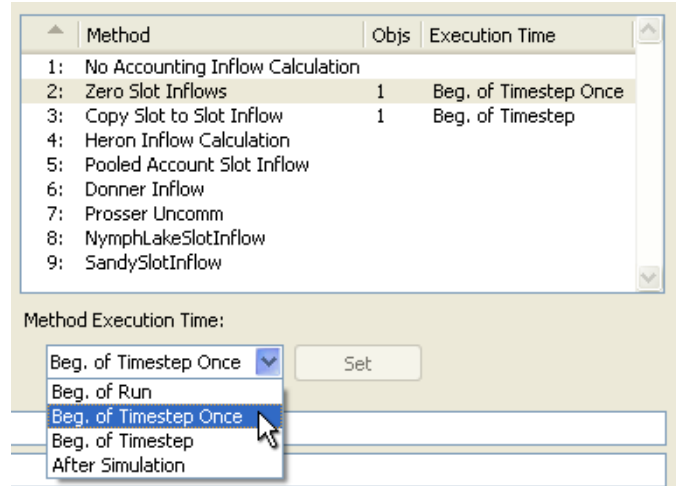 Method Objs Execution Time
1: No Accounting Inflow Calculation
2: Zero Slot Inflows 1 Beg. of Timestep Once
3: Copy Slot to Slot Inflow 1 Beg. of Timestep
4: Heron Inflow Calculation
5: Pooled Account Slot Inflow
6: Donner Inflow
7: Prosser Uncomm
8: NymphLakeSlotInflow
9: SandySlotInflow
Method Execution Time:
Beg. of Timestep Once Set
Beg. of Run
Beg. of Timestep Once
Beg. of Timestep
After Simulation